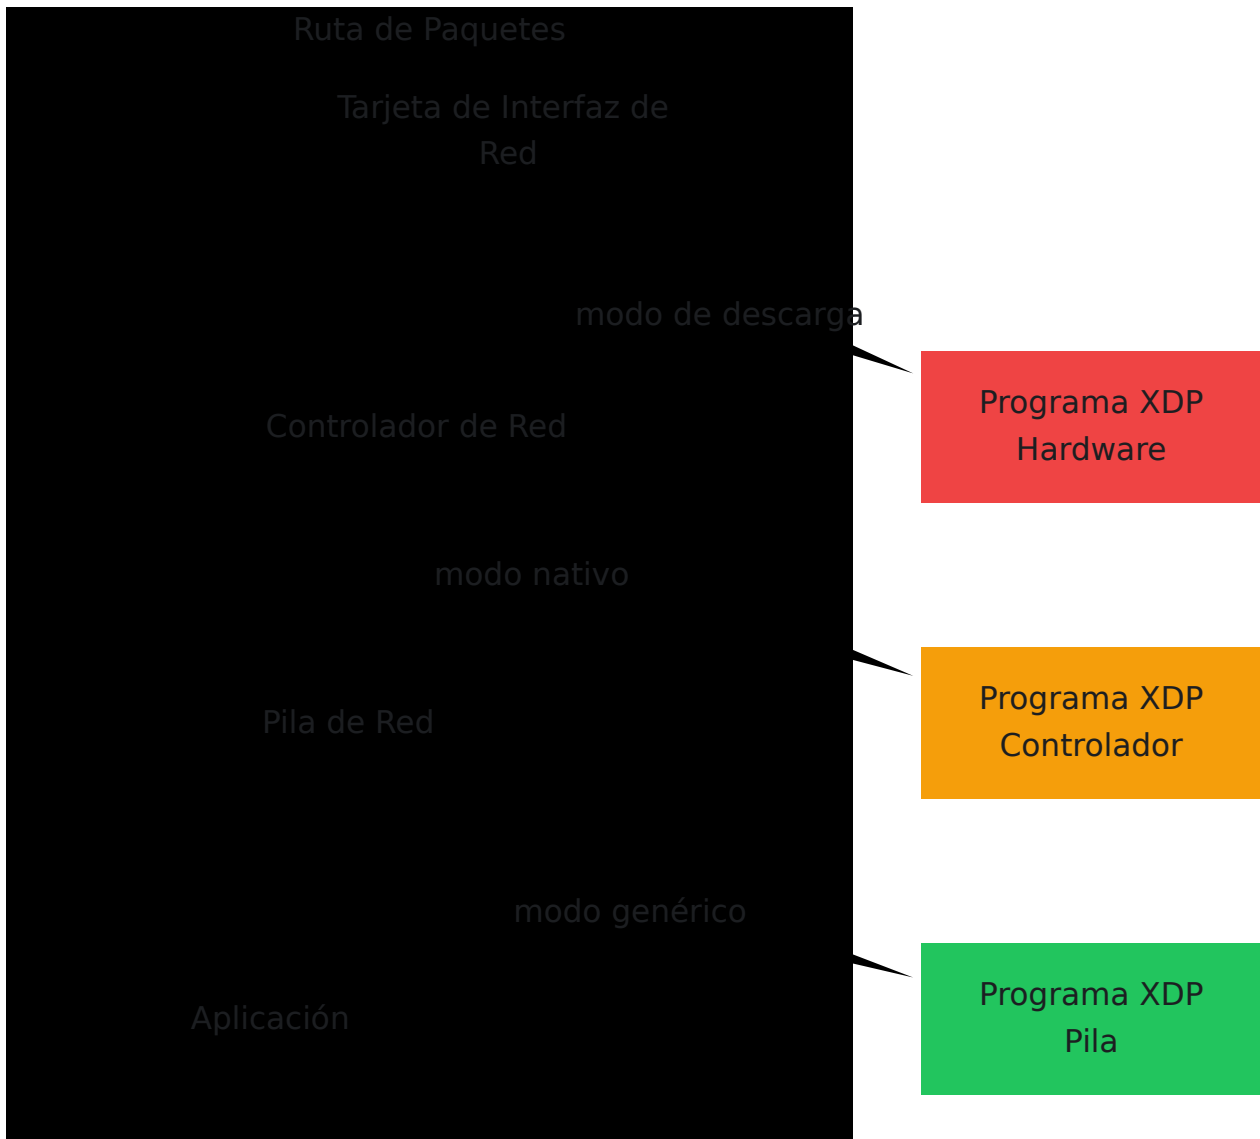 Ruta de Paquetes
Tarjeta de Interfaz de
Red
modo de descarga
Programa XDP
Hardware
Controlador de Red
modo nativo
Programa XDP
Controlador
Pila de Red
modo genérico
Programa XDP
Pila
Aplicación